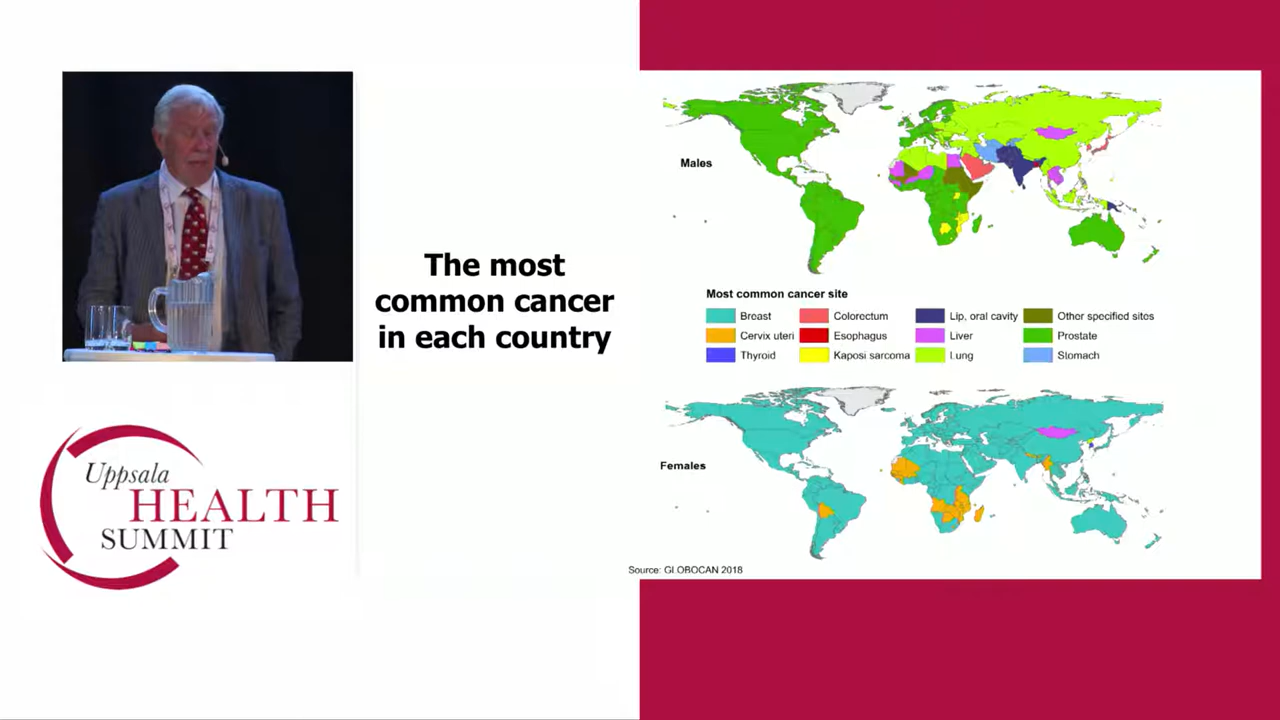 The most
common cancer
in each country
Uppsala
HEALTH
SUMMIT
Males
Most common cancer site
Breast
Colorectum
Lip, oral cavity
Other specified sites
Cervix uteri
Esophagus
Liver
Prostate
Thyroid
Kaposi sarcoma
Lung
Stomach
Females
Source: GLOBOCAN 2018